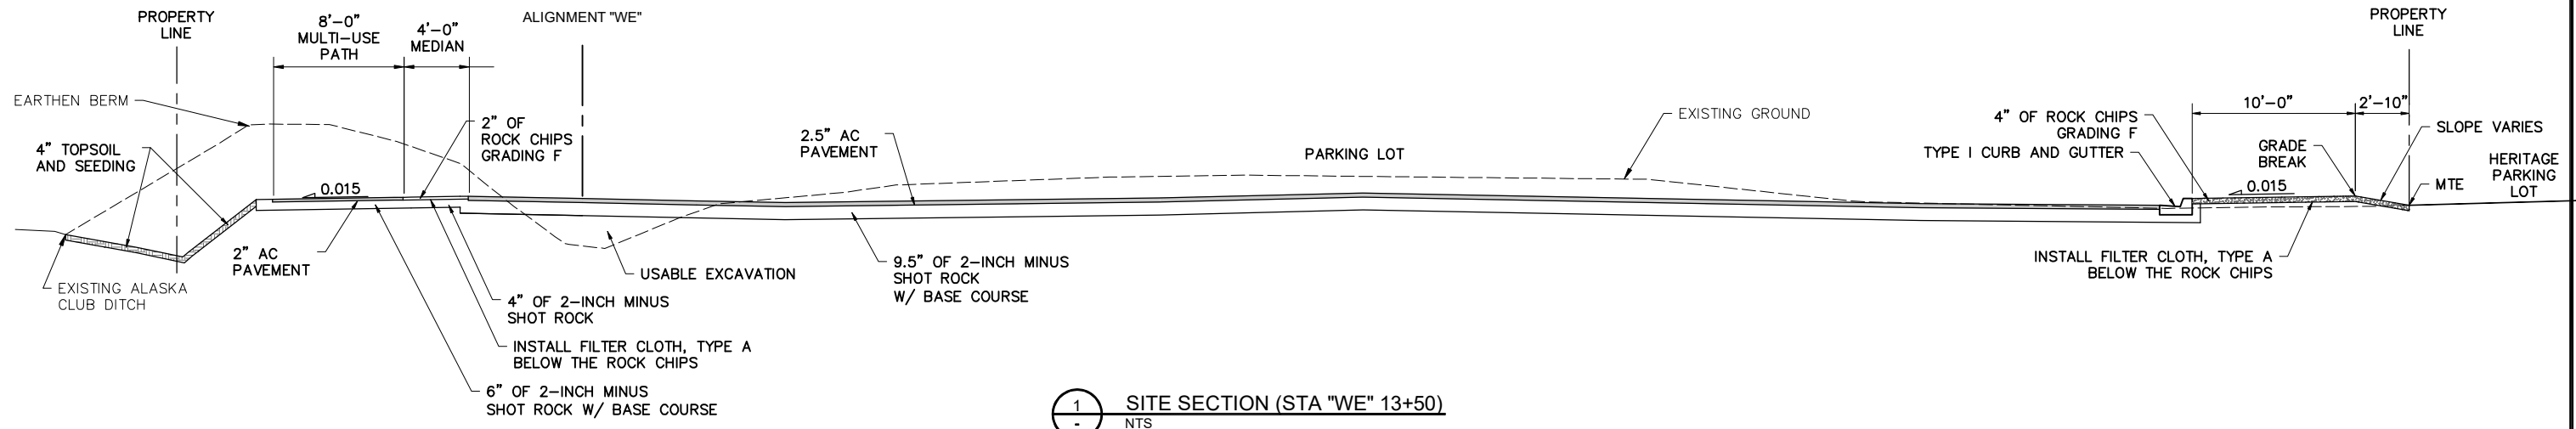 PROPERTY
LINE
8'-0"
MULTI-USE
PATH
4'-0"
MEDIAN
ALIGNMENT "WE"
PROPERTY
LINE
EARTHEN BERM
4" TOPSOIL
AND SEEDING
0.015
2" OF
ROCK CHIPS
GRADING F
2.5" AC
PAVEMENT
PARKING LOT
EXISTING GROUND
4" OF ROCK CHIPS
GRADING F
TYPE I CURB AND GUTTER
10'-0"
2'-10"
GRADE
BREAK
0.015
SLOPE VARIES
MTE
HERITAGE
PARKING
LOT
EXISTING ALASKA
CLUB DITCH
2" AC
PAVEMENT
USABLE EXCAVATION
9.5" OF 2-INCH MINUS
SHOT ROCK
W/ BASE COURSE
INSTALL FILTER CLOTH, TYPE A
BELOW THE ROCK CHIPS
4" OF 2-INCH MINUS
SHOT ROCK
INSTALL FILTER CLOTH, TYPE A
BELOW THE ROCK CHIPS
6" OF 2-INCH MINUS
SHOT ROCK W/ BASE COURSE
1
-
SITE SECTION (STA "WE" 13+50)
NTS